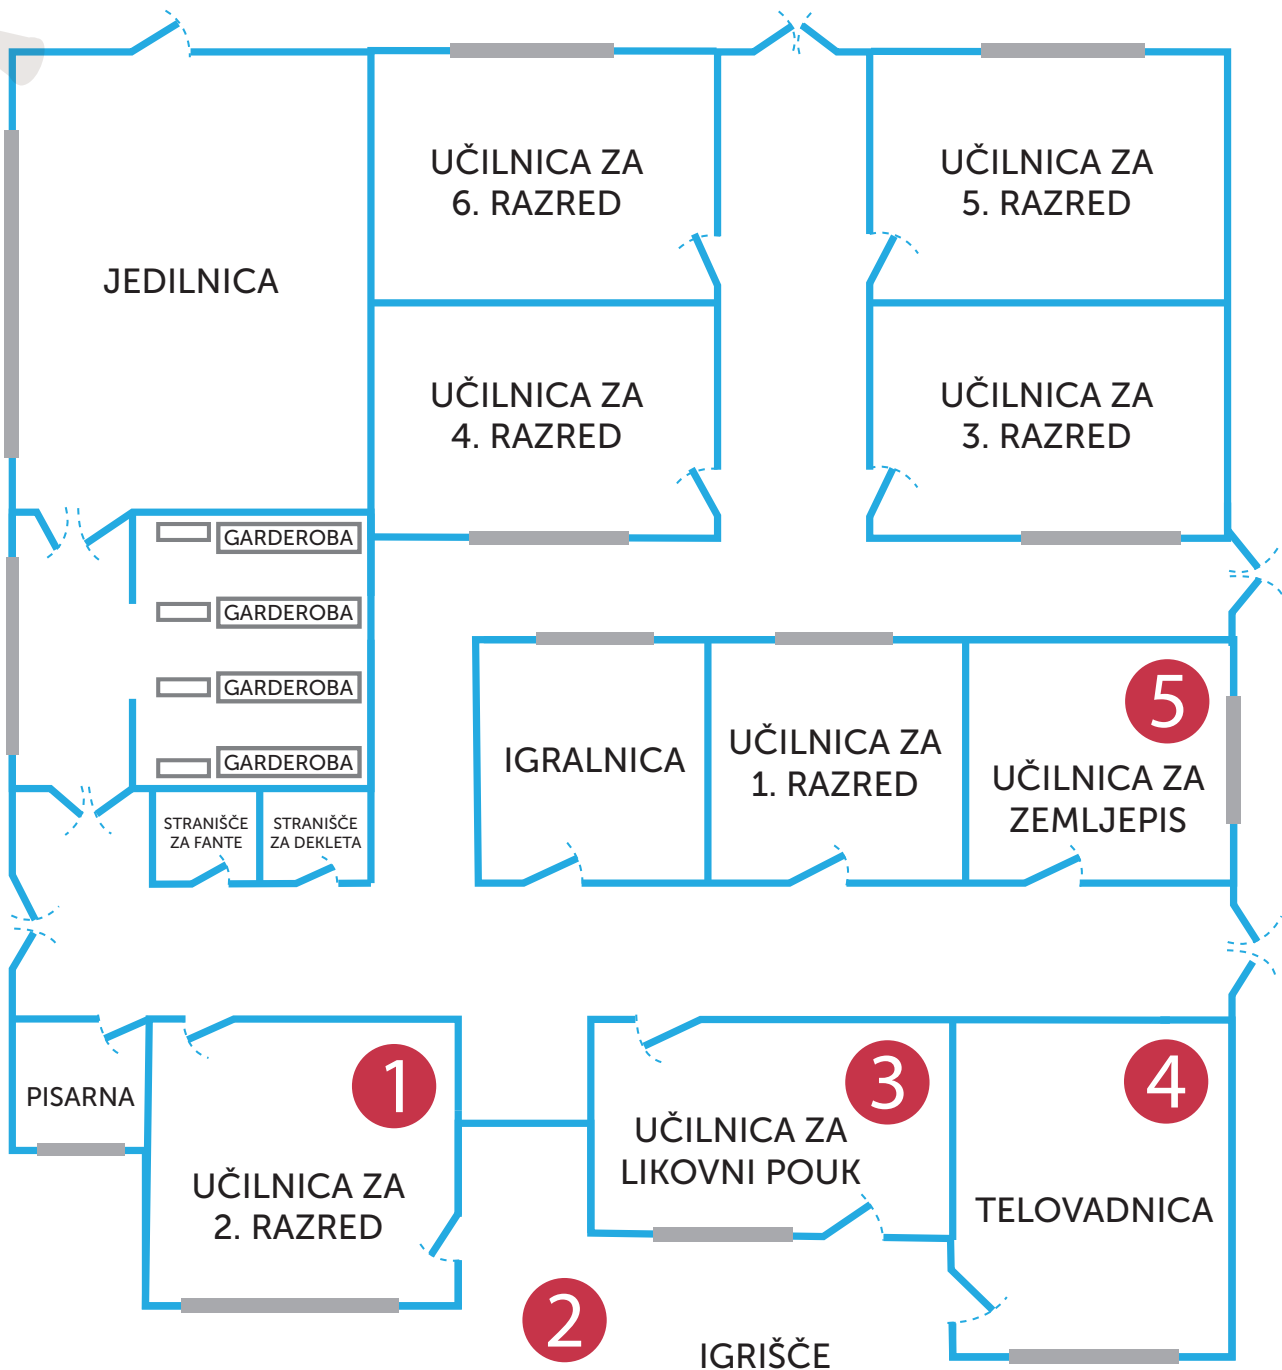 UČILNICA ZA
6. RAZRED
UČILNICA ZA
5. RAZRED
JEDILNICA
UČILNICA ZA
4. RAZRED
UČILNICA ZA
3. RAZRED
GARDEROBA
GARDEROBA
GARDEROBA
GARDEROBA
STRANIŠČE
ZA FANTE
STRANIŠČE
ZA DEKLETA
IGRALNICA
UČILNICA ZA
1. RAZRED
5
UČILNICA ZA
ZEMLJEPIS
PISARNA
1
UČILNICA ZA
2. RAZRED
3
UČILNICA ZA
LIKOVNI POUK
4
TELOVADNICA
2
IGRIŠČE